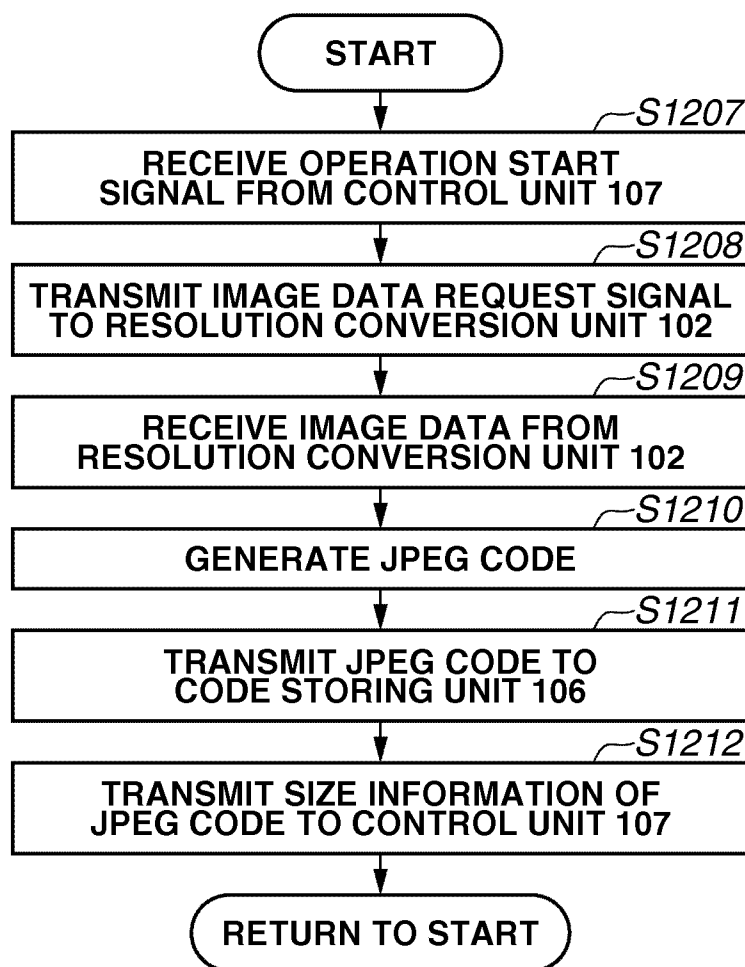 START
S1207
RECEIVE OPERATION START
SIGNAL FROM CONTROL UNIT 107
S1208
TRANSMIT IMAGE DATA REQUEST SIGNAL
TO RESOLUTION CONVERSION UNIT 102
S1209
RECEIVE IMAGE DATA FROM
RESOLUTION CONVERSION UNIT 102
S1210
GENERATE JPEG CODE
S1211
TRANSMIT JPEG CODE TO
CODE STORING UNIT 106
S1212
TRANSMIT SIZE INFORMATION OF
JPEG CODE TO CONTROL UNIT 107
RETURN TO START